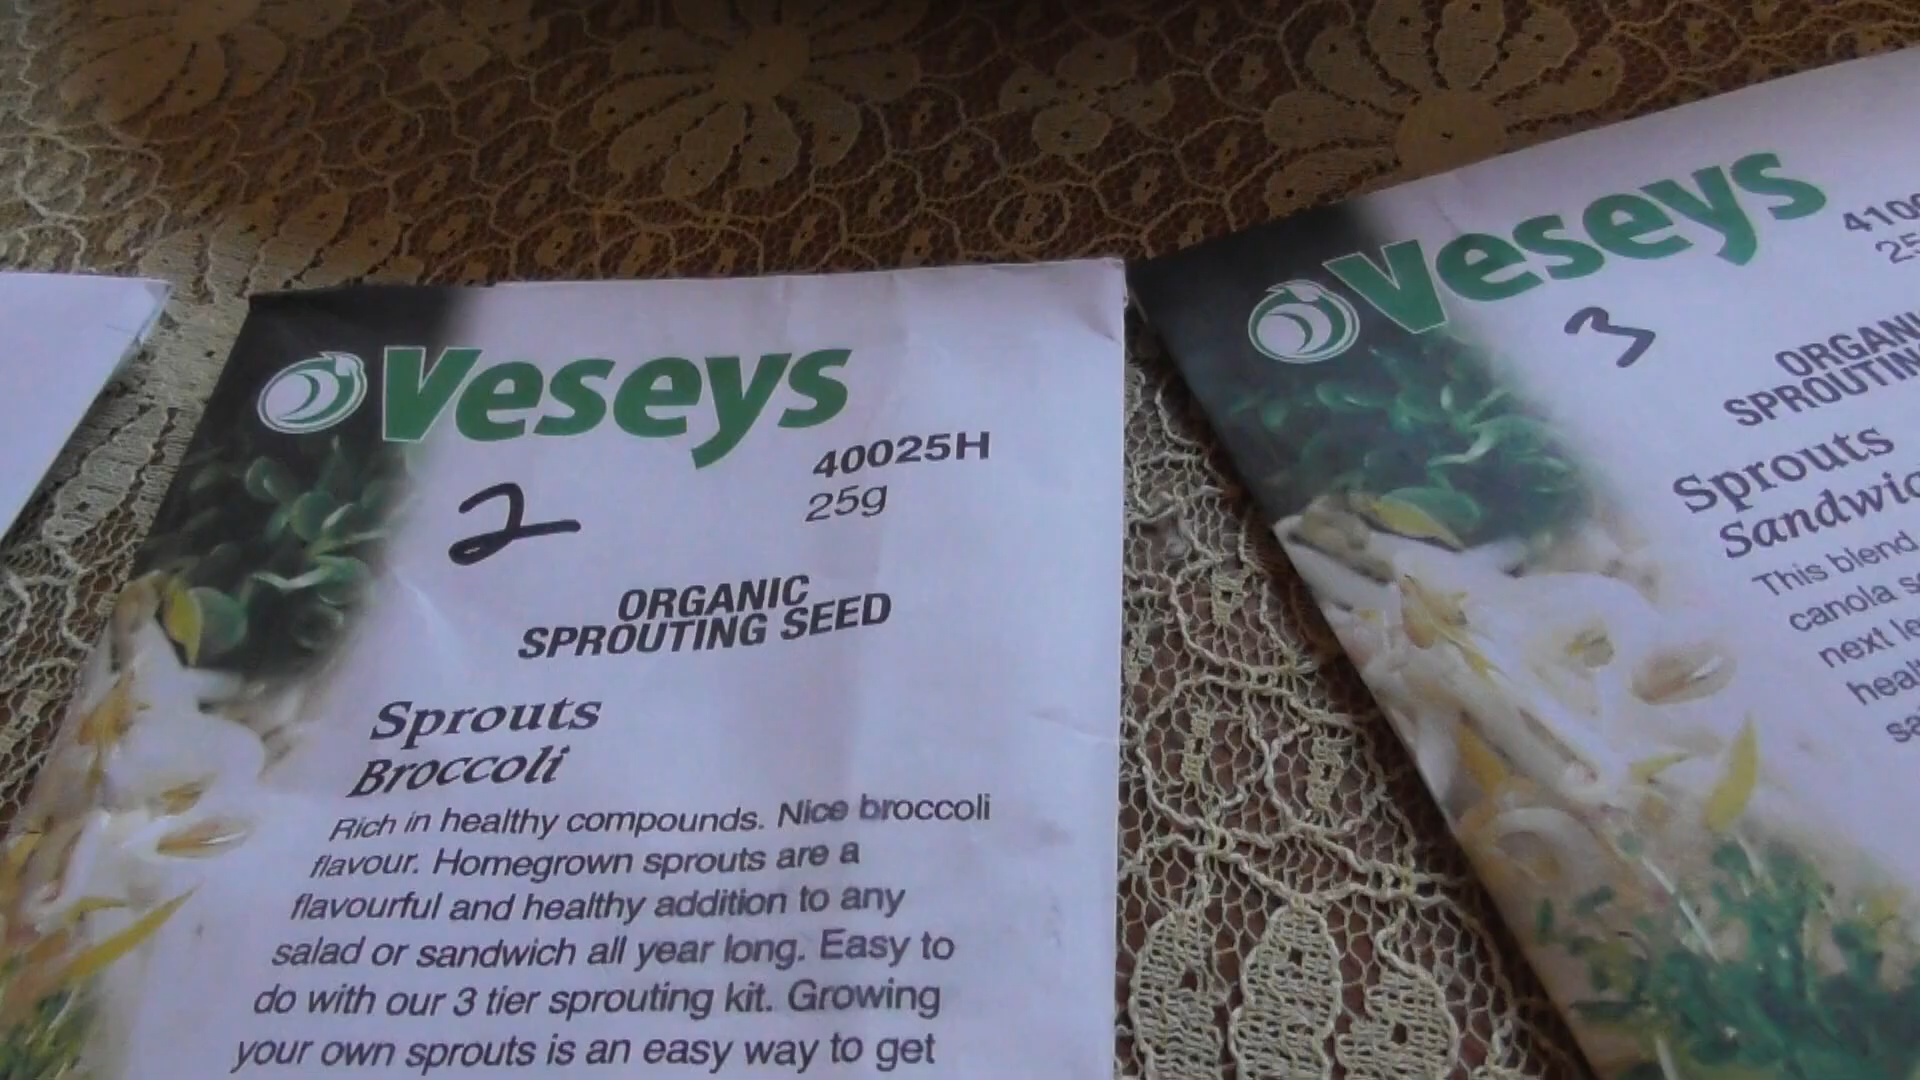 Veseys
40025H
25g
2
ORGANIC
SPROUTING SEED
Sprouts
Broccoli
Rich in healthy compounds. Nice broccoli
flavour. Homegrown sprouts are a
flavourful and healthy addition to any
salad or sandwich all year long. Easy to
do with our 3 tier sprouting kit. Growing
your own sprouts is an easy way to get
Veseys
3
Sprouts
This blend
canola
next